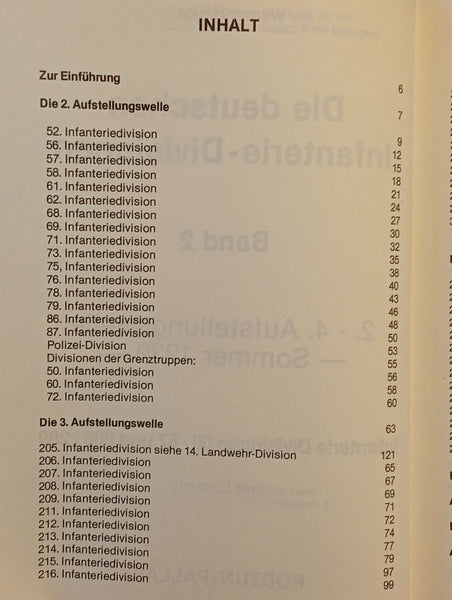 INHALT
Zur Einführung 6
Die 2. Aufstellungswelle 7
52. Infanteriedivision 9
56. Infanteriedivision 12
57. Infanteriedivision 15
58. Infanteriedivision 18
61. Infanteriedivision 21
62. Infanteriedivision 24
68. Infanteriedivision 27
69. Infanteriedivision 30
71. Infanteriedivision 32
73. Infanteriedivision 35
75, Infanteriedivision 38
76. Infanteriedivision 40
78. Infanteriedivision 43
79. Infanteriedivision 46
86. Infanteriedivision 48
87. Infanteriedivision 50
Polizei-Division 53
Divisionen der Grenztruppen: 55
50. Infanteriedivision 56
60. Infanteriedivision 58
72. Infanteriedivision 60
Die 3. Aufstellungswelle 63
205. Infanteriedivision siehe 14. Landwehr-Division 121
206. Infanteriedivision 65
207. Infanteriedivision 67
208. Infanteriedivision 69
209. Infanteriedivision 71
211. Infanteriedivision 72
212. Infanteriedivision 74
213. Infanteriedivision 77
214. Infanteriedivision 79
215. Infanteriedivision 97
216. Infanteriedivision 99